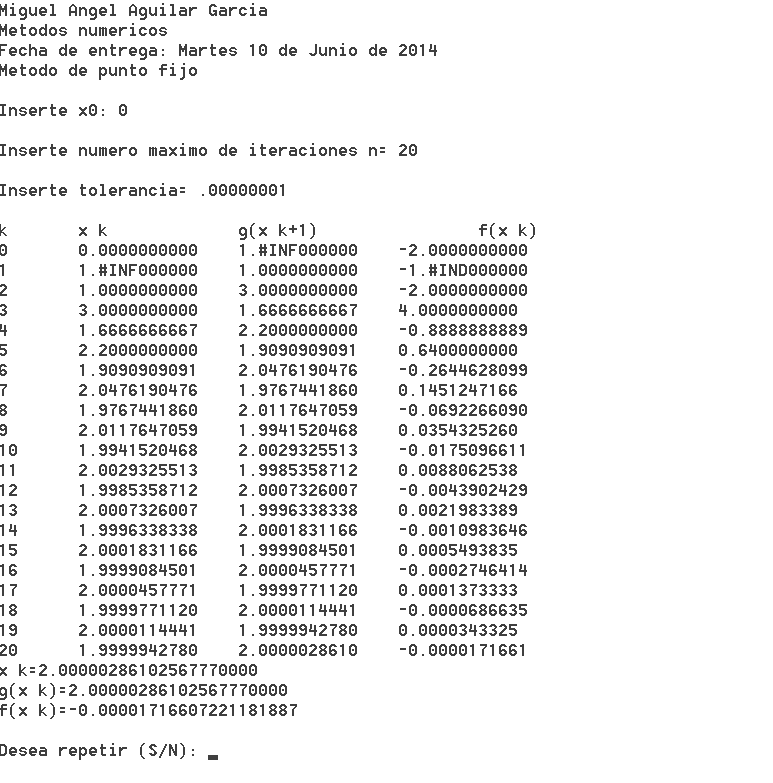 Miguel Angel Aguilar Garcia
Metodos numericos
Fecha de entrega: Martes 10 de Junio de 2014
Metodo de punto fijo
Inserte x0: 0
Inserte numero maximo de iteraciones n= 20
Inserte tolerancia= .00000001
k x k g(x k+1) f(x k)
0 0.0000000000 1.#INF000000 -2.0000000000
1 1.#INF000000 1.0000000000 -1.#IND000000
2 1.0000000000 3.0000000000 -2.0000000000
3 3.0000000000 1.6666666667 4.0000000000
4 1.6666666667 2.2000000000 -0.8888888889
5 2.2000000000 1.9090909091 0.6400000000
6 1.9090909091 2.0476190476 -0.2644628099
7 2.0476190476 1.9767441860 0.1451247166
8 1.9767441860 2.0117647059 -0.0692266090
9 2.0117647059 1.9941520468 0.0354325260
10 1.9941520468 2.0029325513 -0.0175096611
11 2.0029325513 1.9985358712 0.0088062538
12 1.9985358712 2.0007326007 -0.0043902429
13 2.0007326007 1.9996338338 0.0021983389
14 1.9996338338 2.0001831166 -0.0010983646
15 2.0001831166 1.9999084501 0.0005493835
16 1.9999084501 2.0000457771 -0.0002746414
17 2.0000457771 1.9999771120 0.0001373333
18 1.9999771120 2.0000114441 -0.0000686635
19 2.0000114441 1.9999942780 0.0000343325
20 1.9999942780 2.0000028610 -0.0000171661
x k=2.00000286102567770000
g(x k)=2.00000286102567770000
f(x k)=-0.00001716607221181887
Desea repetir (S/N): _